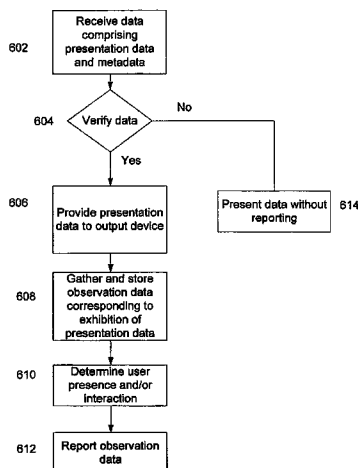 602
Receive data
comprising
presentation data
and metadata
604
Verify data
No
Yes
606
Provide presentation
data to output device
Present data without
reporting
614
608
Gather and store
observation data
corresponding to
exhibition of
presentation data
610
Determine user
presence and/or
interaction
612
Report observation
data